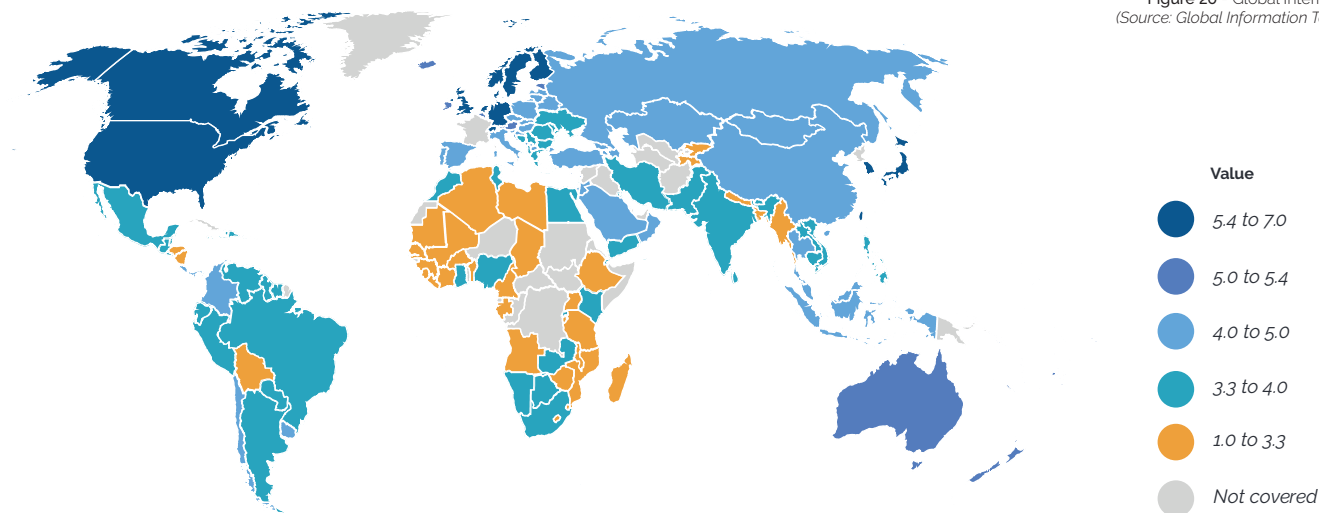 (Source: Global Information
Value
5.4 to 7.0
5.0 to 5.4
4.0 to 5.0
3.3 to 4.0
1.0 to 3.3
Not covered